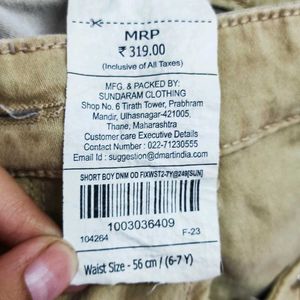 MRP
₹ 319.00
(Inclusive of All Taxes)
MFG. & PACKED BY:
SUNDARAM CLOTHING
Shop No. 6 Tirath Tower, Prabhram
Mandir, Ulhasnagar-421005,
Thane, Maharashtra
Customer care Executive Details
Contact Number - 022-71230555
Email Id : suggestion@dmartindia.com
SHORT BOY DNM OD FIXWST2-7Y@249[SUN]
1003036409
104264 F-23
Waist Size - 56 cm / (6-7 Y)